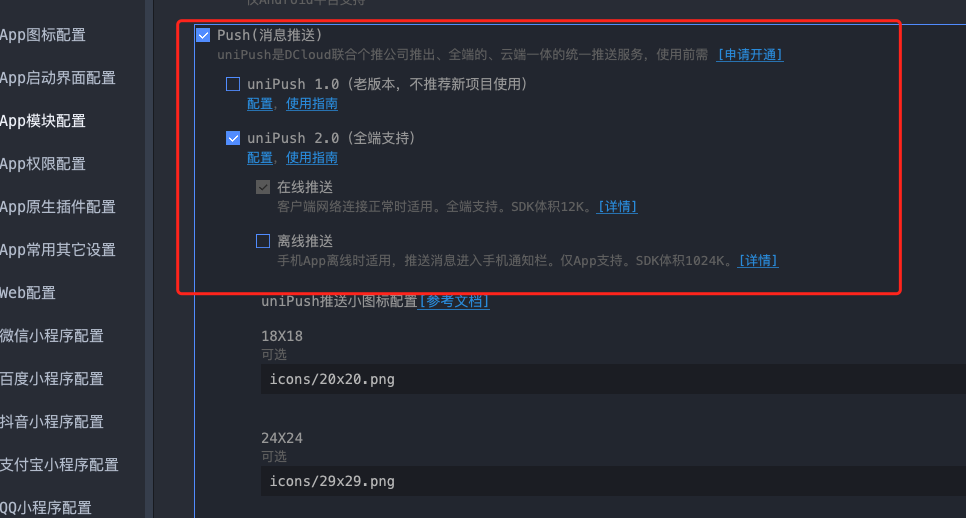 仅Android平台支持
App图标配置
Push(消息推送)
uniPush是DCloud联合个推公司推出、全端的、云端一体的统一推送服务，使用前需 [申请开通]
App启动界面配置
uniPush 1.0（老版本，不推荐新项目使用）
配置，使用指南
App模块配置
uniPush 2.0（全端支持）
配置，使用指南
App权限配置
在线推送
客户端网络连接正常时适用。全端支持。SDK体积12K。[详情]
App原生插件配置
离线推送
手机App离线时适用，推送消息进入手机通知栏。仅App支持。SDK体积1024K。[详情]
App常用其它设置
Web配置
uniPush推送小图标配置[参考文档]
微信小程序配置
18X18
可选
icons/20x20.png
百度小程序配置
抖音小程序配置
24X24
可选
支付宝小程序配置
icons/29x29.png
QQ小程序配置